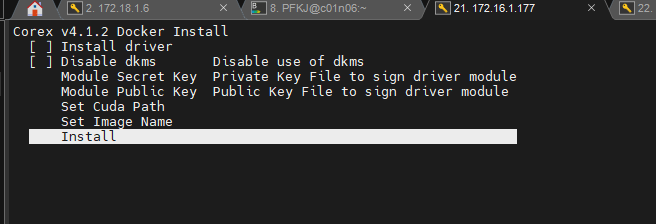 2. 172.18.1.6
8. PFKJ@c01n06:~
21. 172.16.1.177
22.
Corex v4.1.2 Docker Install
[ ] Install driver
[ ] Disable dkms Disable use of dkms
Module Secret Key Private Key File to sign driver module
Module Public Key Public Key File to sign driver module
Set Cuda Path
Set Image Name
Install